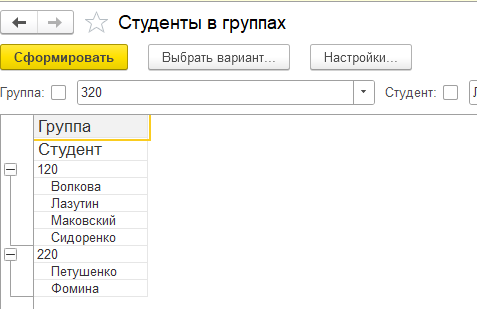 Студенты в группах
Сформировать Выбрать вариант... Настройки...
Группа: 320 Студент:
Группа
Студент
120
Волкова
Лазутин
Маковский
Сидоренко
220
Петушенко
Фомина